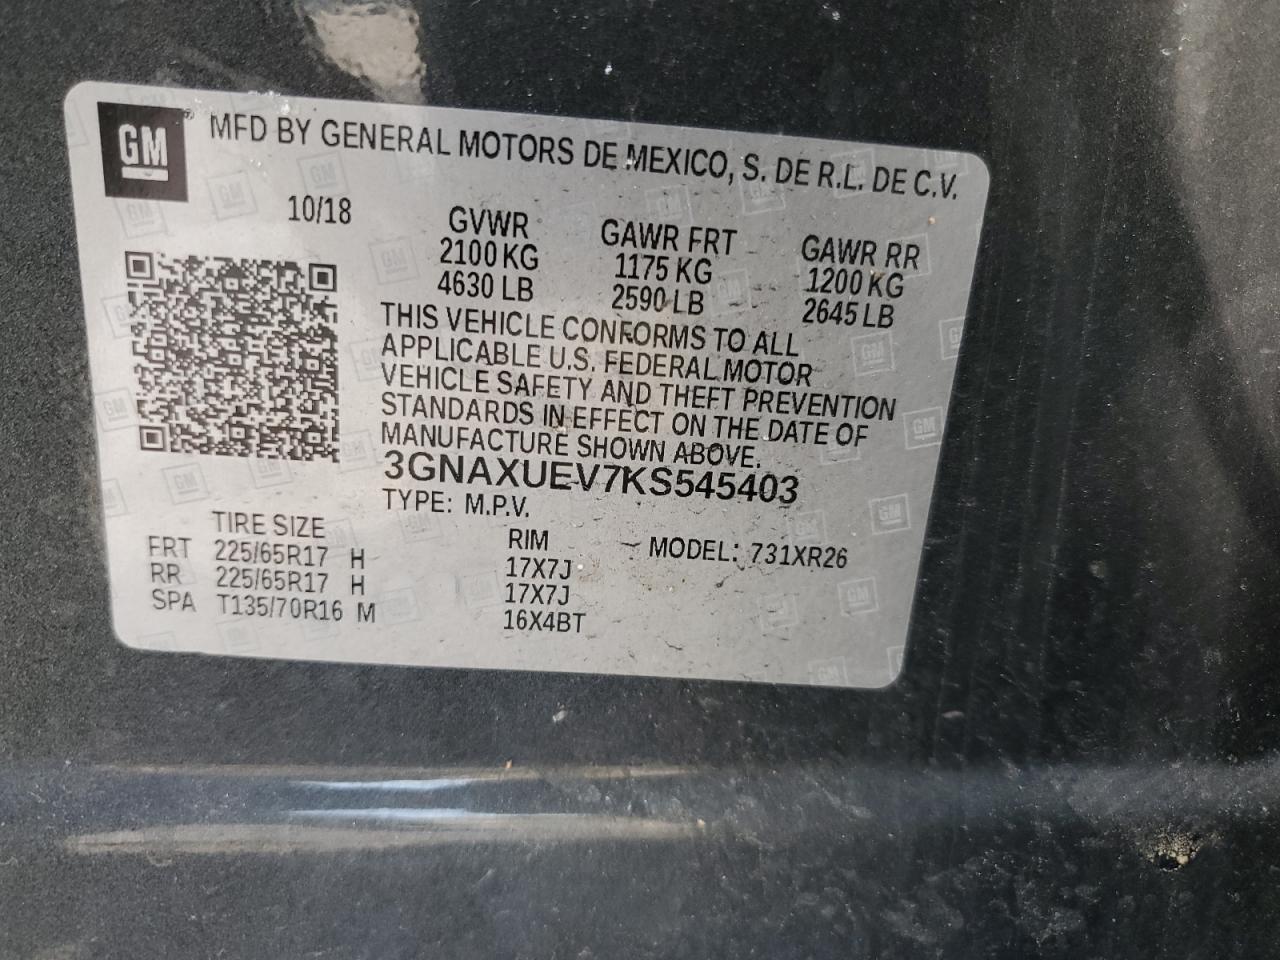 GM
MFD BY GENERAL MOTORS DE MEXICO, S. DE R.L. DE C.V.
10/18
GVWR GAWR FRT GAWR RR
2100 KG 1175 KG 1200 KG
4630 LB 2590 LB 2645 LB
THIS VEHICLE CONFORMS TO ALL
APPLICABLE U.S. FEDERAL MOTOR
VEHICLE SAFETY AND THEFT PREVENTION
STANDARDS IN EFFECT ON THE DATE OF
MANUFACTURE SHOWN ABOVE.
3GNAXUEV7KS545403
TYPE: M.P.V.
TIRE SIZE RIM MODEL: 731XR26
FRT 225/65R17 H 17X7J
RR 225/65R17 H 17X7J
SPA T135/70R16 M 16X4BT